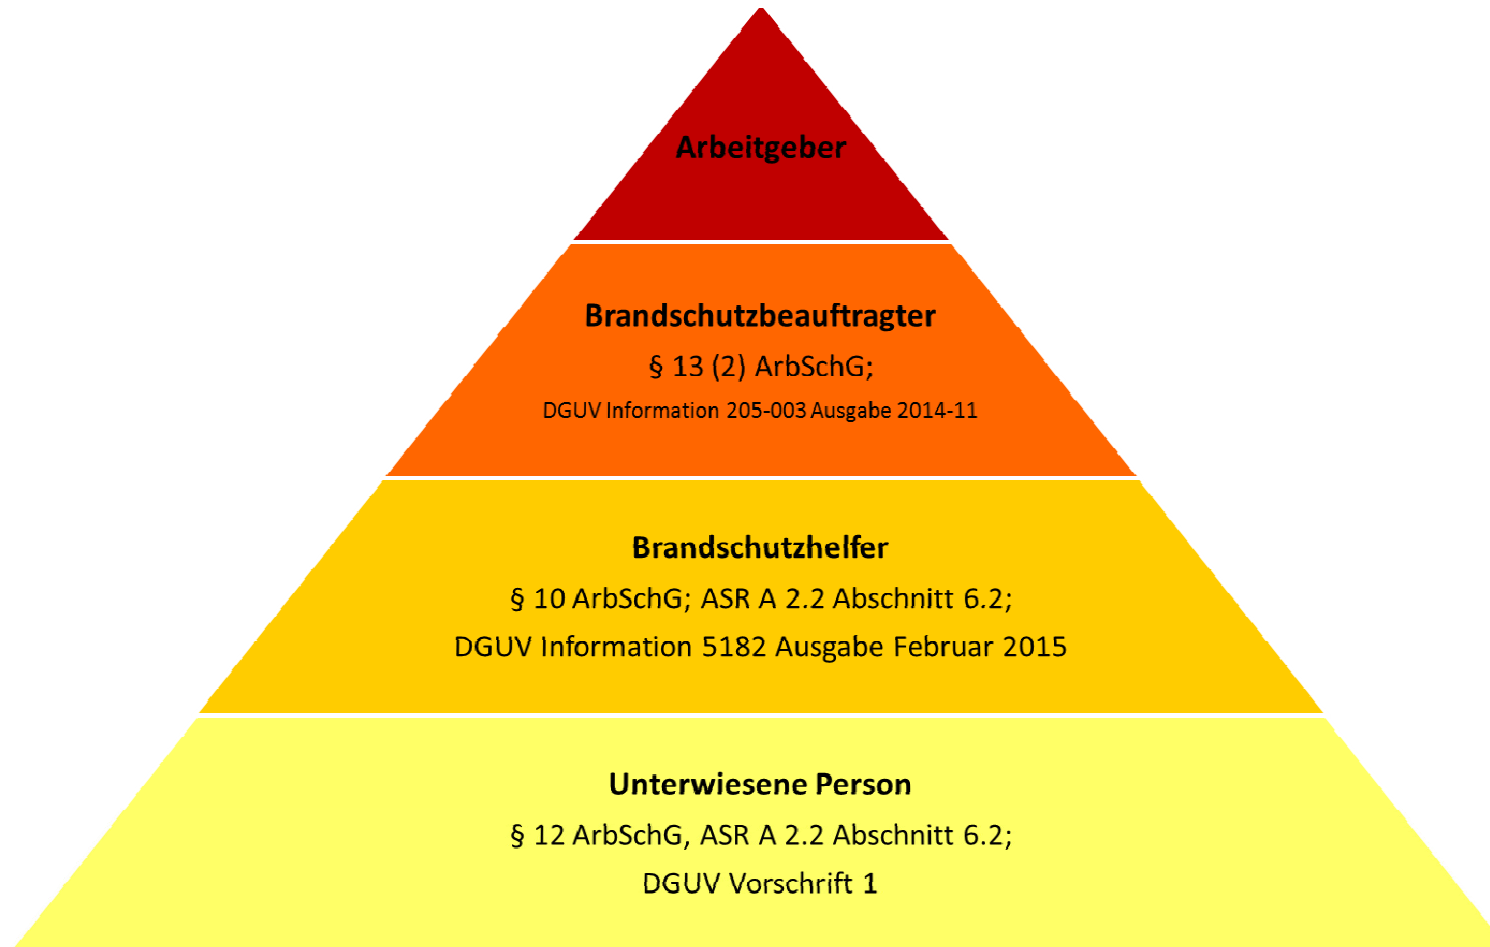 Arbeitgeber
Brandschutzbeauftragter
§ 13 (2) ArbSchG;
DGUV Information 205-003 Ausgabe 2014-11
Brandschutzhelfer
§ 10 ArbSchG; ASR A 2.2 Abschnitt 6.2;
DGUV Information 5182 Ausgabe Februar 2015
Unterwiesene Person
§ 12 ArbSchG, ASR A 2.2 Abschnitt 6.2;
DGUV Vorschrift 1